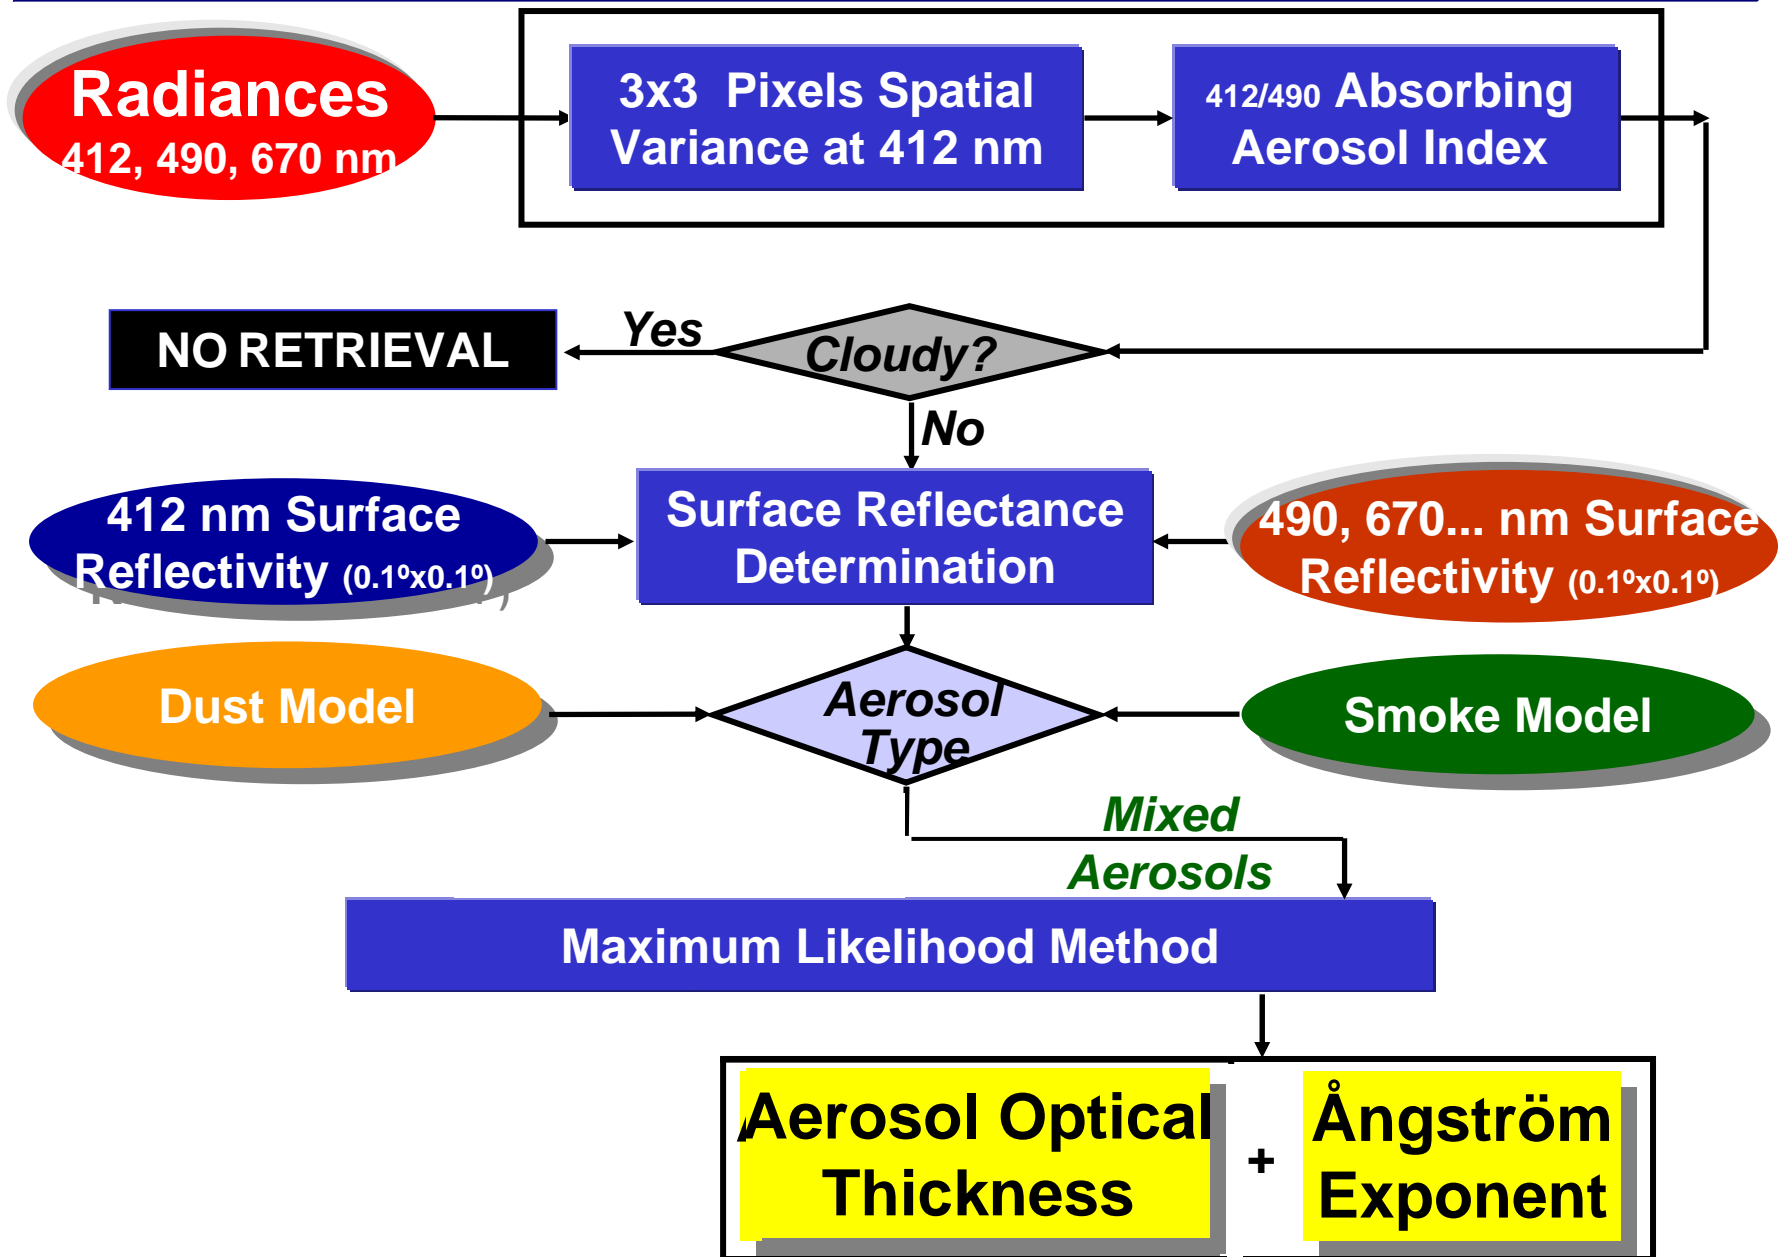 Radiances
412, 490, 670 nm
3x3 Pixels Spatial
Variance at 412 nm
412/490 Absorbing
Aerosol Index
NO RETRIEVAL
Yes
Cloudy?
No
412 nm Surface
Reflectivity (0.1ºx0.1º)
Surface Reflectance
Determination
490, 670... nm Surface
Reflectivity (0.1ºx0.1º)
Dust Model
Aerosol
Type
Smoke Model
Mixed
Aerosols
Maximum Likelihood Method
Aerosol Optical
Thickness
+
Ångström
Exponent